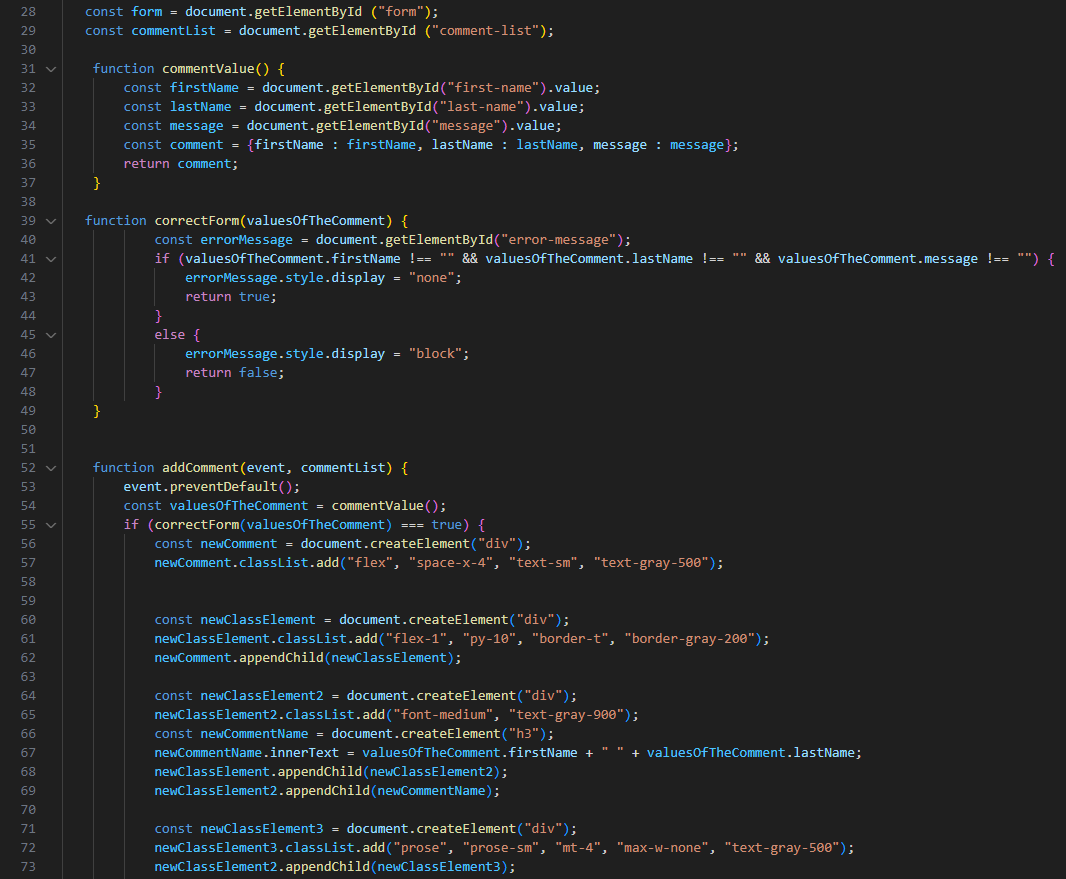 28 const form = document.getElementById ("form");
29 const commentList = document.getElementById ("comment-list");
30
31 function commentValue() {
32 const firstName = document.getElementById("first-name").value;
33 const lastName = document.getElementById("last-name").value;
34 const message = document.getElementById("message").value;
35 const comment = {firstName : firstName, lastName : lastName, message : message};
36 return comment;
37 }
38
39 function correctForm(valuesOfTheComment) {
40 const errorMessage = document.getElementById("error-message");
41 if (valuesOfTheComment.firstName !== "" && valuesOfTheComment.lastName !== "" && valuesOfTheComment.message !== "") {
42 errorMessage.style.display = "none";
43 return true;
44 }
45 else {
46 errorMessage.style.display = "block";
47 return false;
48 }
49 }
50
51
52 function addComment(event, commentList) {
53 event.preventDefault();
54 const valuesOfTheComment = commentValue();
55 if (correctForm(valuesOfTheComment) === true) {
56 const newComment = document.createElement("div");
57 newComment.classList.add("flex", "space-x-4", "text-sm", "text-gray-500");
58
59
60 const newClassElement = document.createElement("div");
61 newClassElement.classList.add("flex-1", "py-10", "border-t", "border-gray-200");
62 newComment.appendChild(newClassElement);
63
64 const newClassElement2 = document.createElement("div");
65 newClassElement2.classList.add("font-medium", "text-gray-900");
66 const newCommentName = document.createElement("h3");
67 newCommentName.innerText = valuesOfTheComment.firstName + " " + valuesOfTheComment.lastName;
68 newClassElement.appendChild(newClassElement2);
69 newClassElement2.appendChild(newCommentName);
70
71 const newClassElement3 = document.createElement("div");
72 newClassElement3.classList.add("prose", "prose-sm", "mt-4", "max-w-none", "text-gray-500");
73 newClassElement2.appendChild(newClassElement3);